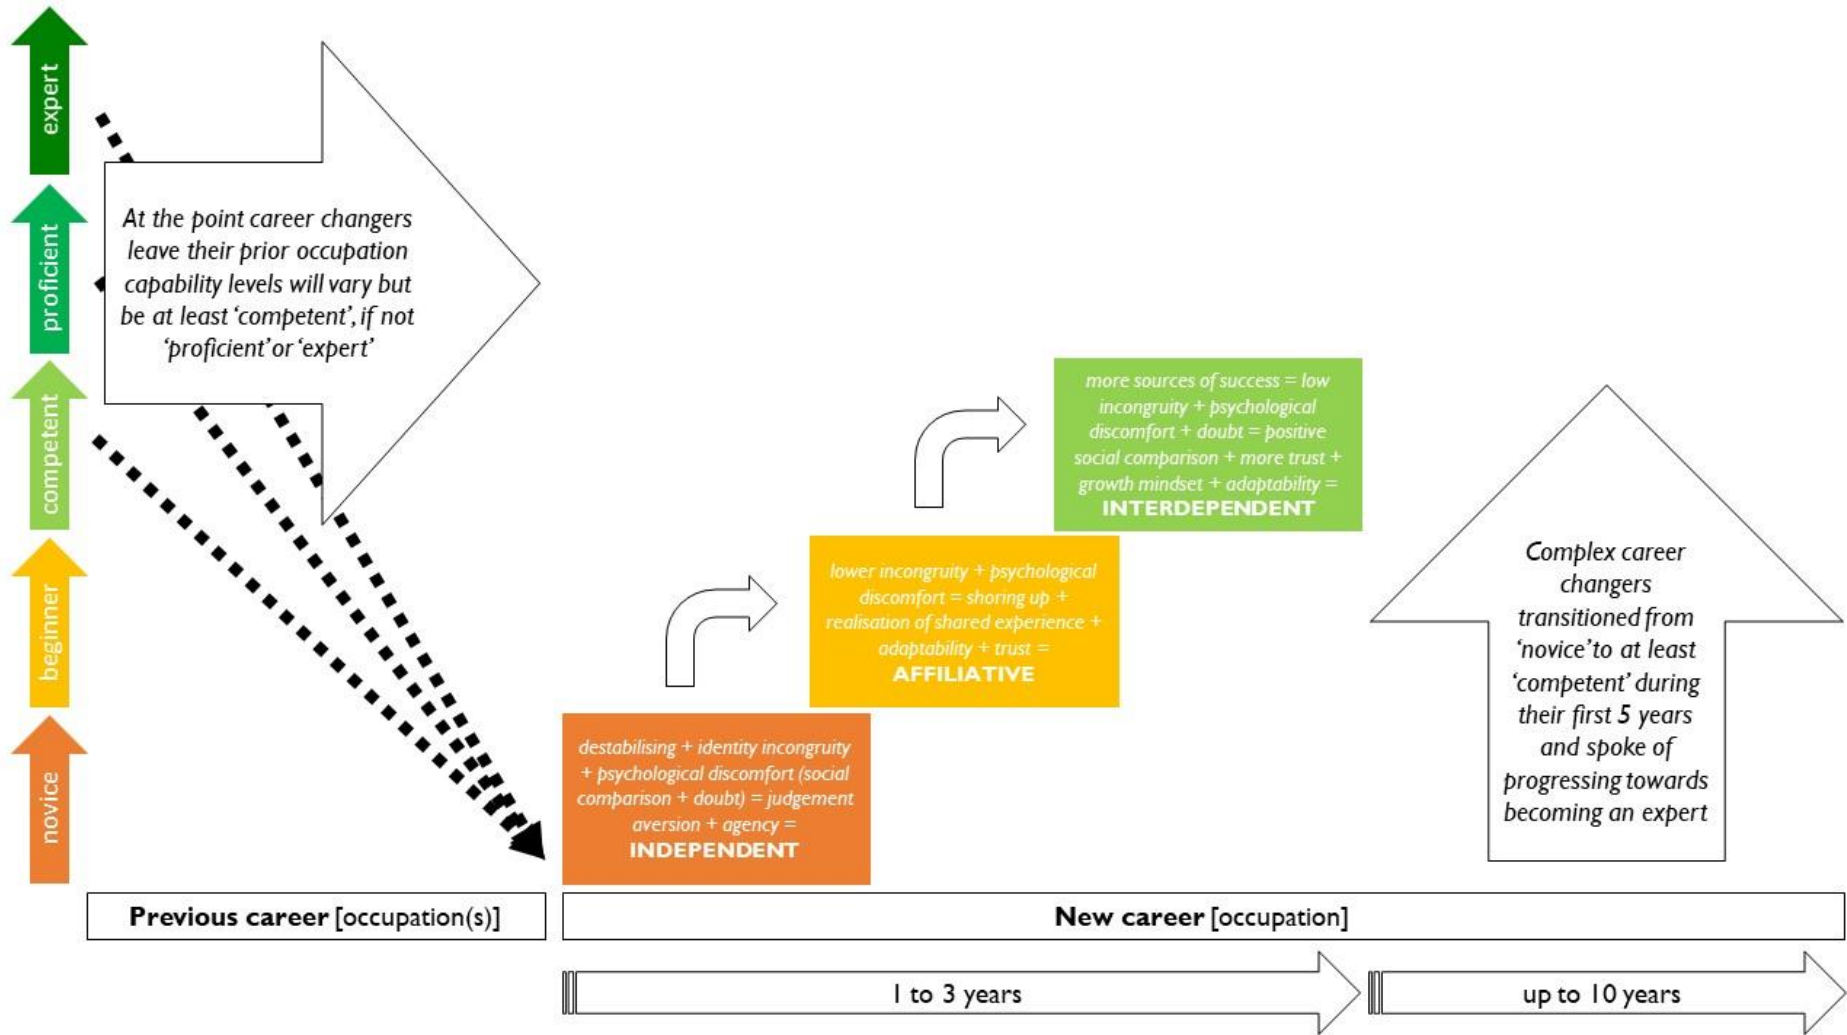 expert
proficient
competent
beginner
novice
At the point career changers
leave their prior occupation
capability levels will vary but
be at least ‘competent’, if not
‘proficient’ or ‘expert’
more sources of success = low
incongruity + psychological
discomfort + doubt = positive
social comparison + more trust +
growth mindset + adaptability =
INTERDEPENDENT
lower incongruity + psychological
discomfort = shoring up +
realisation of shared experience +
adaptability + trust =
AFFILIATIVE
destabilising + identity incongruity
+ psychological discomfort (social
comparison + doubt) = judgement
aversion + agency =
INDEPENDENT
Complex career
changers
transitioned from
‘novice’ to at least
‘competent’ during
their first 5 years
and spoke of
progressing towards
becoming an expert
Previous career [occupation(s)]
New career [occupation]
1 to 3 years
up to 10 years